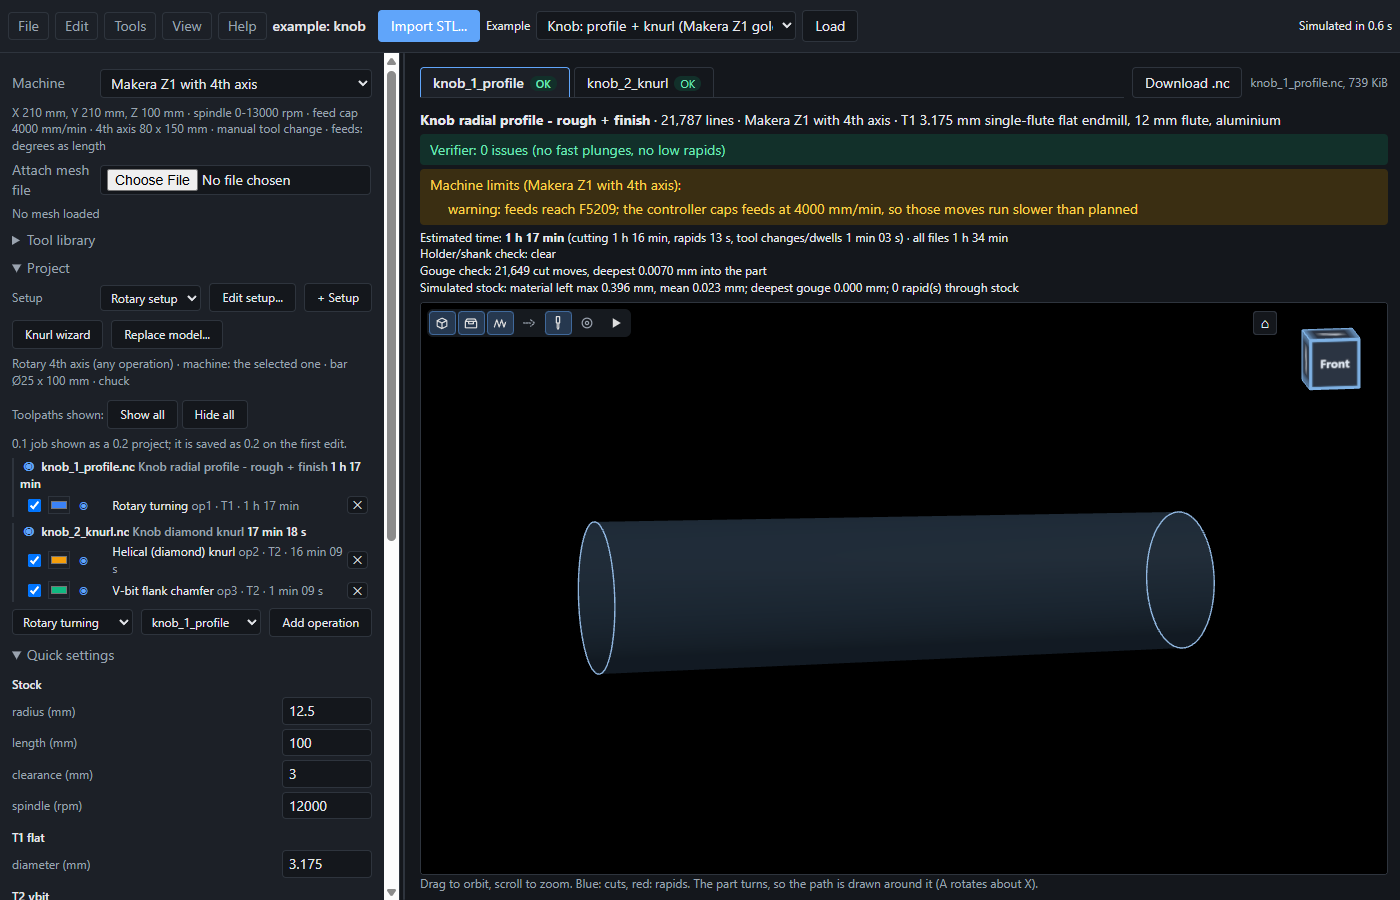 File Edit Tools View Help example: knob Import STL... Example Knob: profile + knurl (Makera Z1 gol Load Simulated in 0.6 s
Machine Makera Z1 with 4th axis
X 210 mm, Y 210 mm, Z 100 mm · spindle 0-13000 rpm · feed cap
4000 mm/min · 4th axis 80 x 150 mm · manual tool change · feeds:
degrees as length
Attach mesh file Choose File No file chosen
No mesh loaded
Tool library
Project
Setup Rotary setup Edit setup... + Setup
Knurl wizard Replace model...
Rotary 4th axis (any operation) · machine: the selected one · bar
Ø25 x 100 mm · chuck
Toolpaths shown: Show all Hide all
0.1 job shown as a 0.2 project; it is saved as 0.2 on the first edit.
knob_1_profile.nc Knob radial profile - rough + finish 1 h 17
min
Rotary turning op1 · T1 · 1 h 17 min
knob_2_knurl.nc Knob diamond knurl 17 min 18 s
Helical (diamond) knurl op2 · T2 · 16 min 09
s
V-bit flank chamfer op3 · T2 · 1 min 09 s
Rotary turning knob_1_profile Add operation
Quick settings
Stock
radius (mm) 12.5
length (mm) 100
clearance (mm) 3
spindle (rpm) 12000
T1 flat
diameter (mm) 3.175
T2 vbit
knob_1_profile OK knob_2_knurl OK Download .nc knob_1_profile.nc, 739 KiB
Knob radial profile - rough + finish · 21,787 lines · Makera Z1 with 4th axis · T1 3.175 mm single-flute flat endmill, 12 mm flute, aluminium
Verifier: 0 issues (no fast plunges, no low rapids)
Machine limits (Makera Z1 with 4th axis):
warning: feeds reach F5209; the controller caps feeds at 4000 mm/min, so those moves run slower than planned
Estimated time: 1 h 17 min (cutting 1 h 16 min, rapids 13 s, tool changes/dwells 1 min 03 s) · all files 1 h 34 min
Holder/shank check: clear
Gouge check: 21,649 cut moves, deepest 0.0070 mm into the part
Simulated stock: material left max 0.396 mm, mean 0.023 mm; deepest gouge 0.000 mm; 0 rapid(s) through stock
Front
Drag to orbit, scroll to zoom. Blue: cuts, red: rapids. The part turns, so the path is drawn around it (A rotates about X).